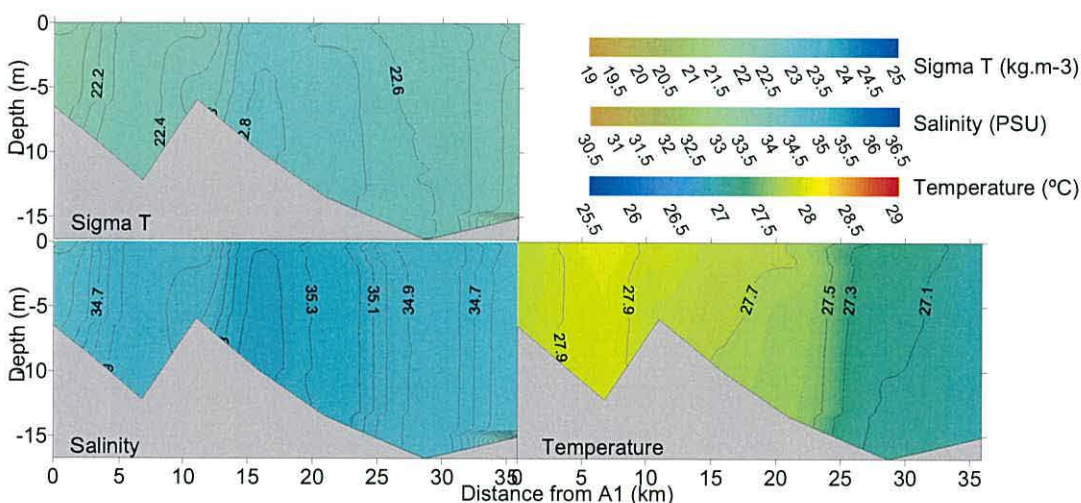 0
-5
-10
-15
Depth (m)
22.2
22.4
22.8
22.6
Sigma T
19 19.5 20 20.5 21 21.5 22 22.5 23 23.5 24 24.5 25
Sigma T (kg.m-3)
30.5 31 31.5 32 32.5 33 33.5 34 34.5 35 35.5 36 36.5
Salinity (PSU)
25.5 26 26.5 27 27.5 28 28.5 29
Temperature (ºC)
0
-5
-10
-15
Depth (m)
34.7
35.3
35.1
34.9
34.7
Salinity
27.9
27.9
27.7
27.5
27.3
27.1
Temperature
0 5 10 15 20 25 30 35
0 5 10 15 20 25 30 35
Distance from A1 (km)